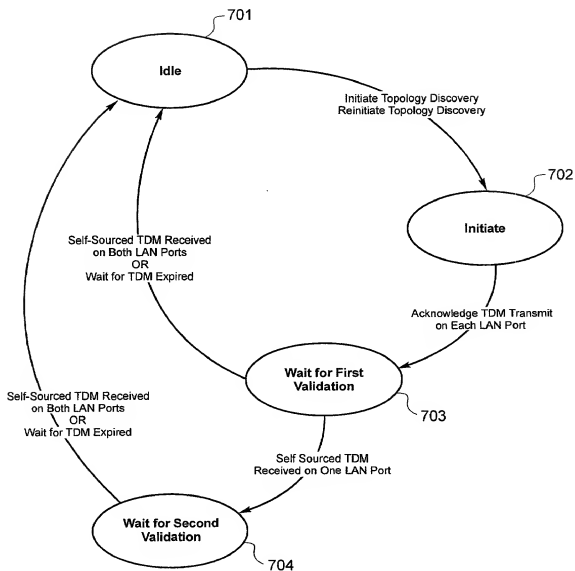 701
Idle
Initiate Topology Discovery
Reinitiate Topology Discovery
702
Initiate
Self-Sourced TDM Received
on Both LAN Ports
OR
Wait for TDM Expired
Acknowledge TDM Transmit
on Each LAN Port
Wait for First
Validation
703
Self-Sourced TDM Received
on Both LAN Ports
OR
Wait for TDM Expired
Self Sourced TDM
Received on One LAN Port
Wait for Second
Validation
704